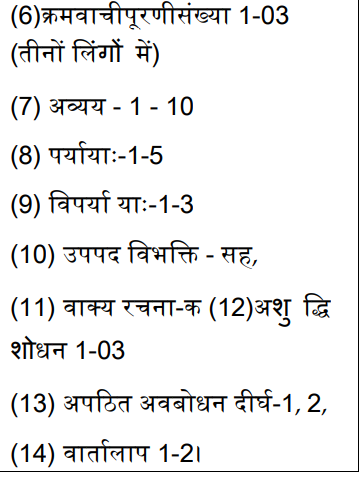 (6)क्रमवाचीपूरणीसंख्या 1-03
(तीनों लिंगों में)
(7) अव्यय - 1 - 10
(8) पर्यायाः-1-5
(9) विपर्या याः-1-3
(10) उपपद विभक्ति - सह,
(11) वाक्य रचना-क (12)अशु द्धि
शोधन 1-03
(13) अपठित अवबोधन दीर्घ-1, 2,
(14) वार्तालाप 1-2।